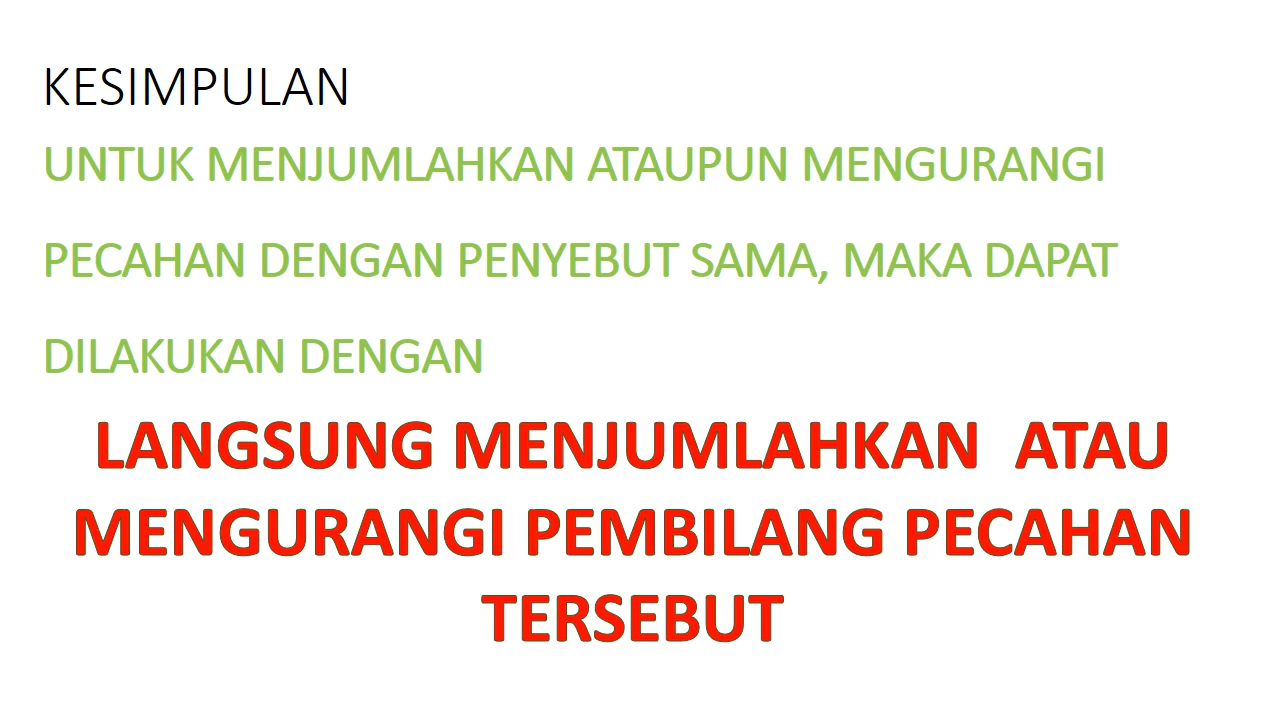 KESIMPULAN
UNTUK MENJUMLAHKAN ATAUPUN MENGURANGI
PECAHAN DENGAN PENYEBUT SAMA, MAKA DAPAT
DILAKUKAN DENGAN
LANGSUNG MENJUMLAHKAN  ATAU
MENGURANGI PEMBILANG PECAHAN
TERSEBUT